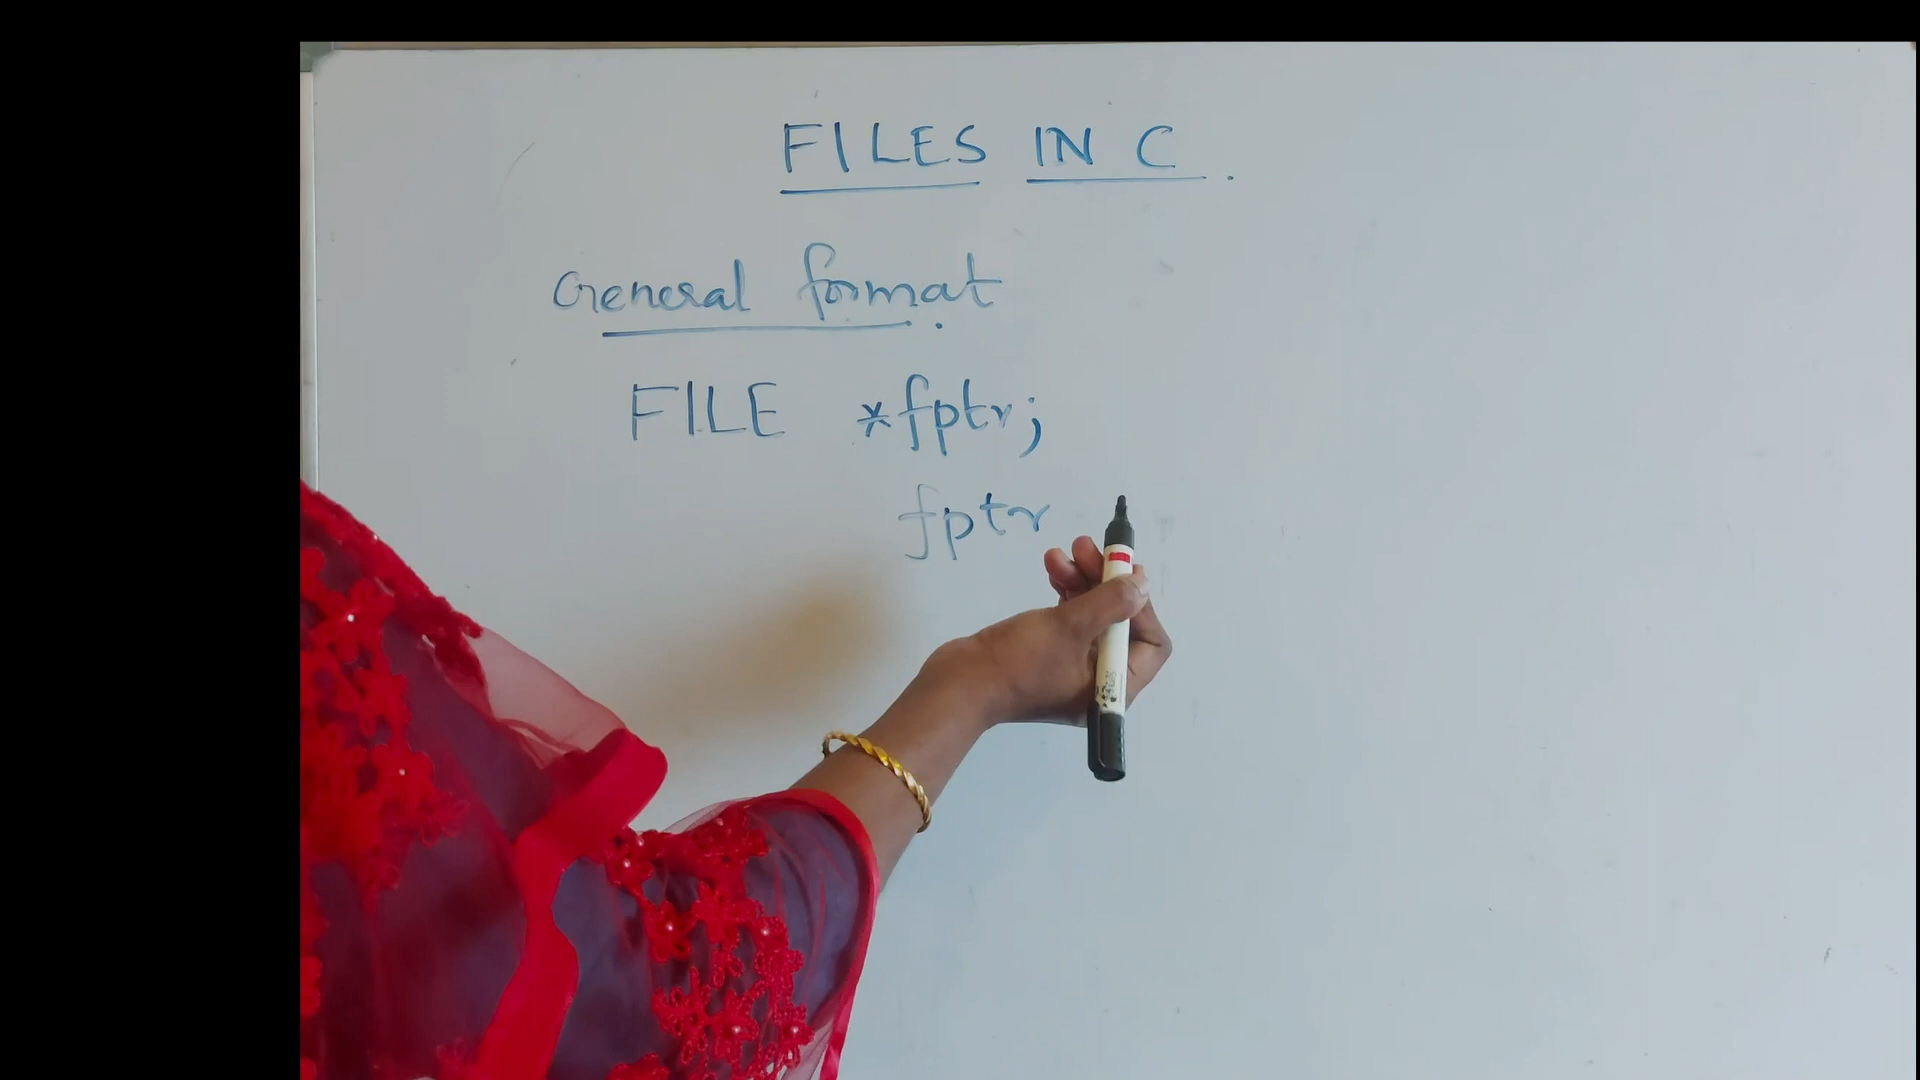 FILES IN C.
General format.
FILE *fptr;
fptr